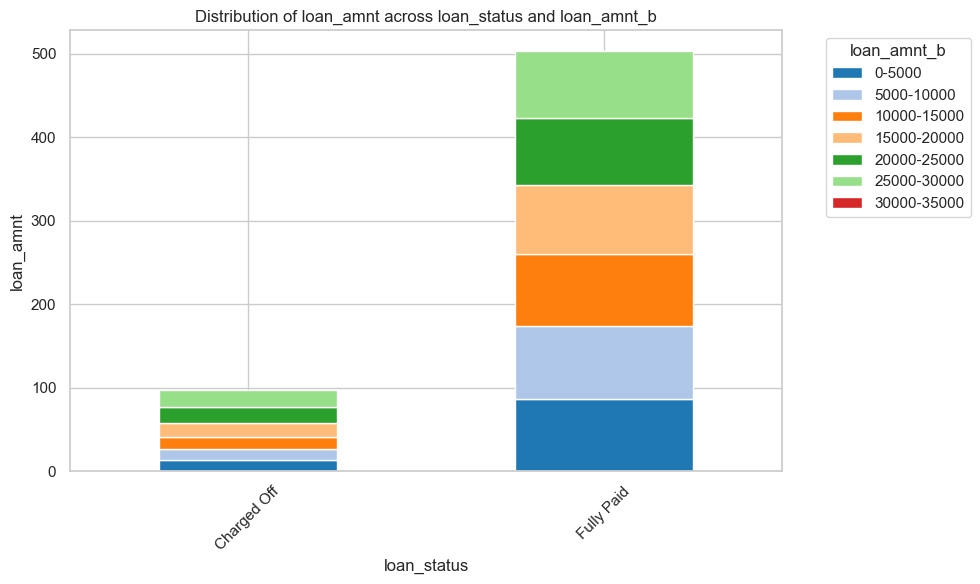 Distribution of loan_amnt across loan_status and loan_amnt_b
loan_amnt_b
0-5000
5000-10000
10000-15000
15000-20000
20000-25000
25000-30000
30000-35000
loan_amnt
500
400
300
200
100
0
Charged Off
Fully Paid
loan_status